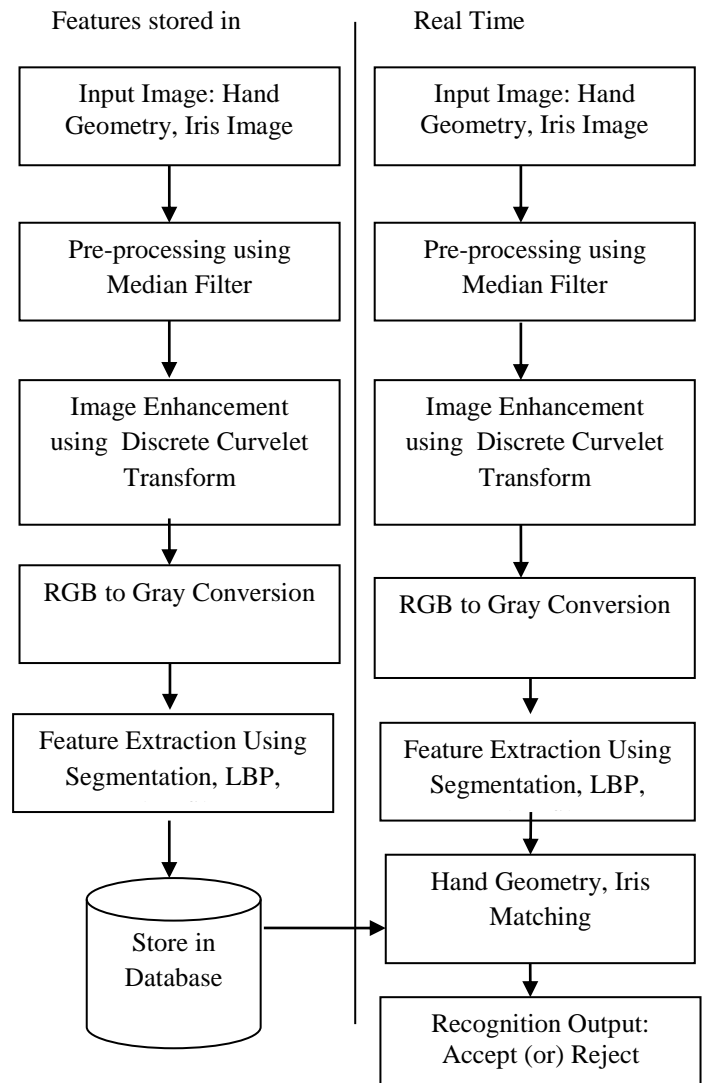 Features stored in
Input Image: Hand
Geometry, Iris Image
Pre-processing using
Median Filter
Image Enhancement
using Discrete Curvelet
Transform
RGB to Gray Conversion
Feature Extraction Using
Segmentation, LBP,
Store in
Database
Real Time
Input Image: Hand
Geometry, Iris Image
Pre-processing using
Median Filter
Image Enhancement
using Discrete Curvelet
Transform
RGB to Gray Conversion
Feature Extraction Using
Segmentation, LBP,
Hand Geometry, Iris
Matching
Recognition Output:
Accept (or) Reject